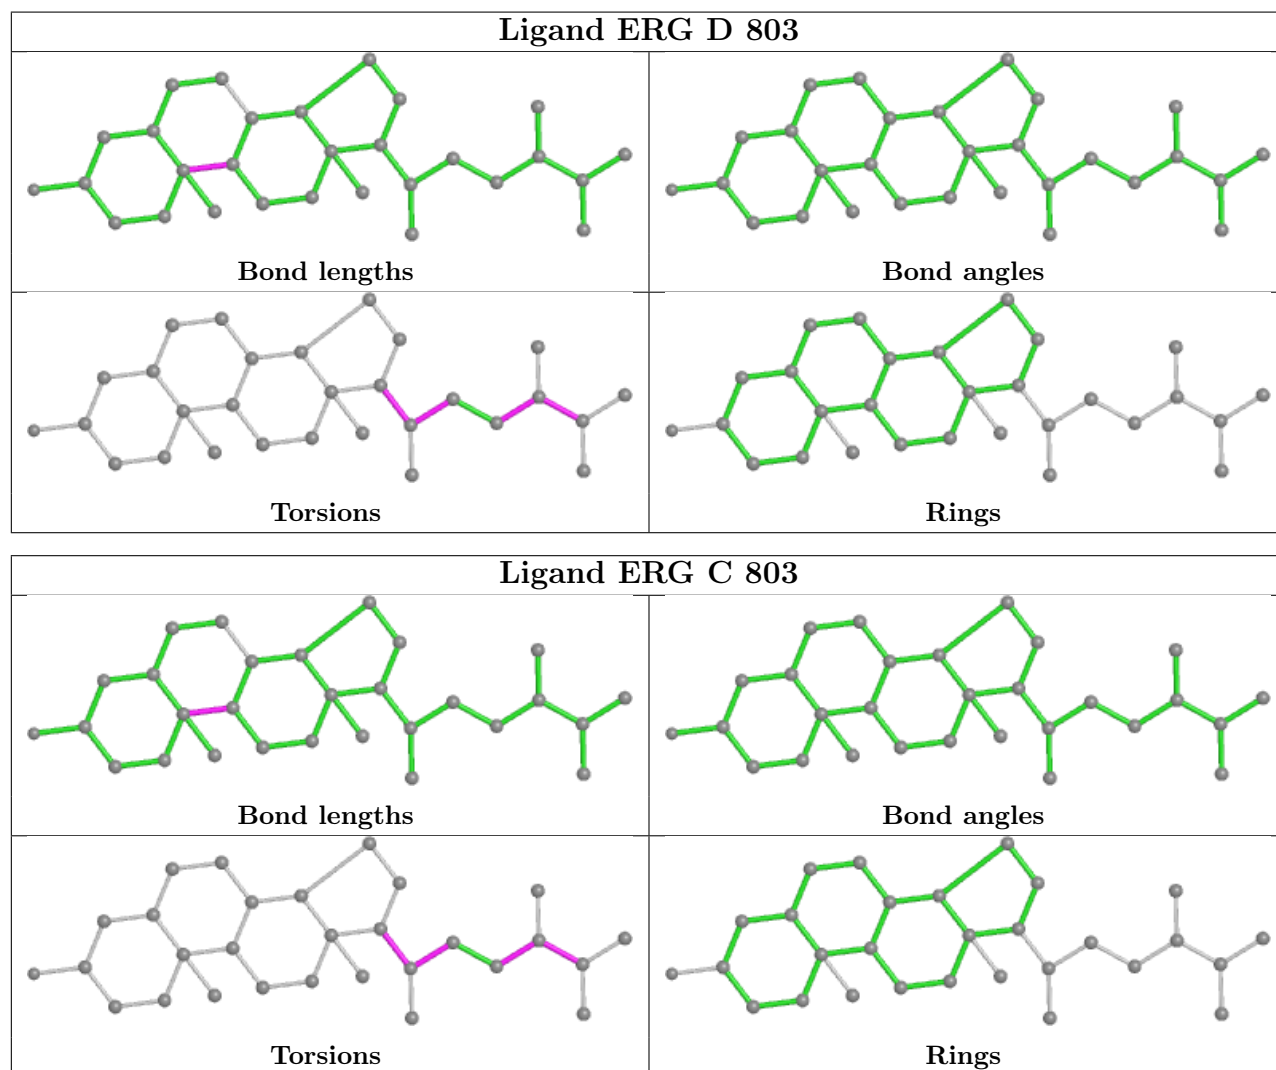 Ligand ERG D 803
Bond lengths
Bond angles
Torsions
Rings
Ligand ERG C 803
Bond lengths
Bond angles
Torsions
Rings